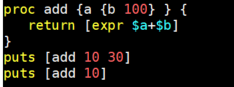 proc add {a {b 100} } {
   return [expr $a+$b]
}
puts [add 10 30]
puts [add 10]